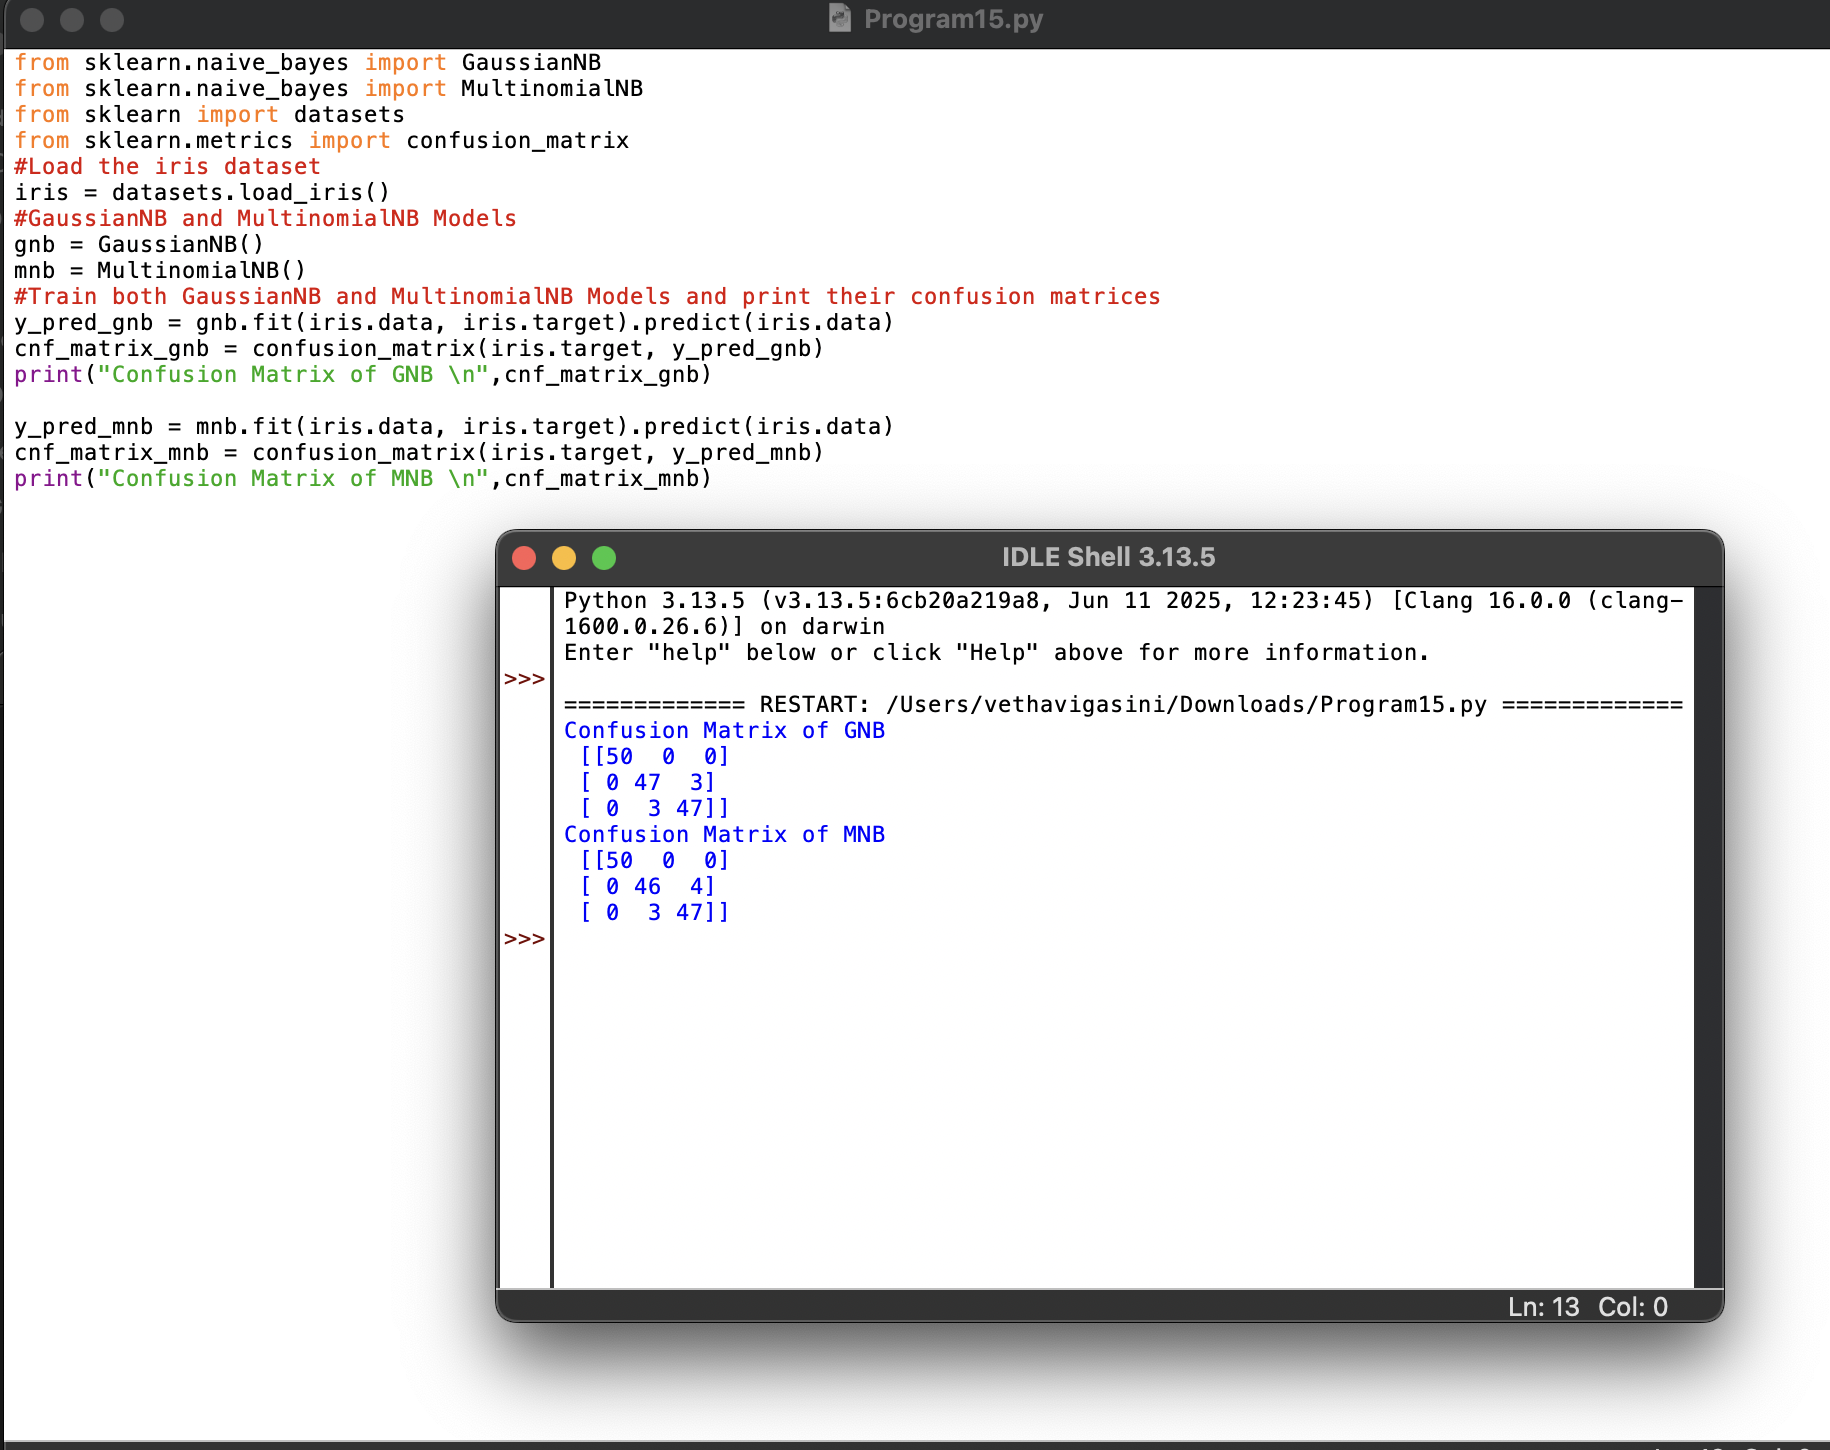 Program15.py
from sklearn.naive_bayes import GaussianNB
from sklearn.naive_bayes import MultinomialNB
from sklearn import datasets
from sklearn.metrics import confusion_matrix
#Load the iris dataset
iris = datasets.load_iris()
#GaussianNB and MultinomialNB Models
gnb = GaussianNB()
mnb = MultinomialNB()
#Train both GaussianNB and MultinomialNB Models and print their confusion matrices
y_pred_gnb = gnb.fit(iris.data, iris.target).predict(iris.data)
cnf_matrix_gnb = confusion_matrix(iris.target, y_pred_gnb)
print("Confusion Matrix of GNB \n",cnf_matrix_gnb)

y_pred_mnb = mnb.fit(iris.data, iris.target).predict(iris.data)
cnf_matrix_mnb = confusion_matrix(iris.target, y_pred_mnb)
print("Confusion Matrix of MNB \n",cnf_matrix_mnb)
IDLE Shell 3.13.5
Python 3.13.5 (v3.13.5:6cb20a219a8, Jun 11 2025, 12:23:45) [Clang 16.0.0 (clang-
1600.0.26.6)] on darwin
Enter "help" below or click "Help" above for more information.
>>>
============= RESTART: /Users/vethavigasini/Downloads/Program15.py =============
Confusion Matrix of GNB
 [[50  0  0]
 [ 0 47  3]
 [ 0  3 47]]
Confusion Matrix of MNB
 [[50  0  0]
 [ 0 46  4]
 [ 0  3 47]]
>>>
Ln: 13 Col: 0